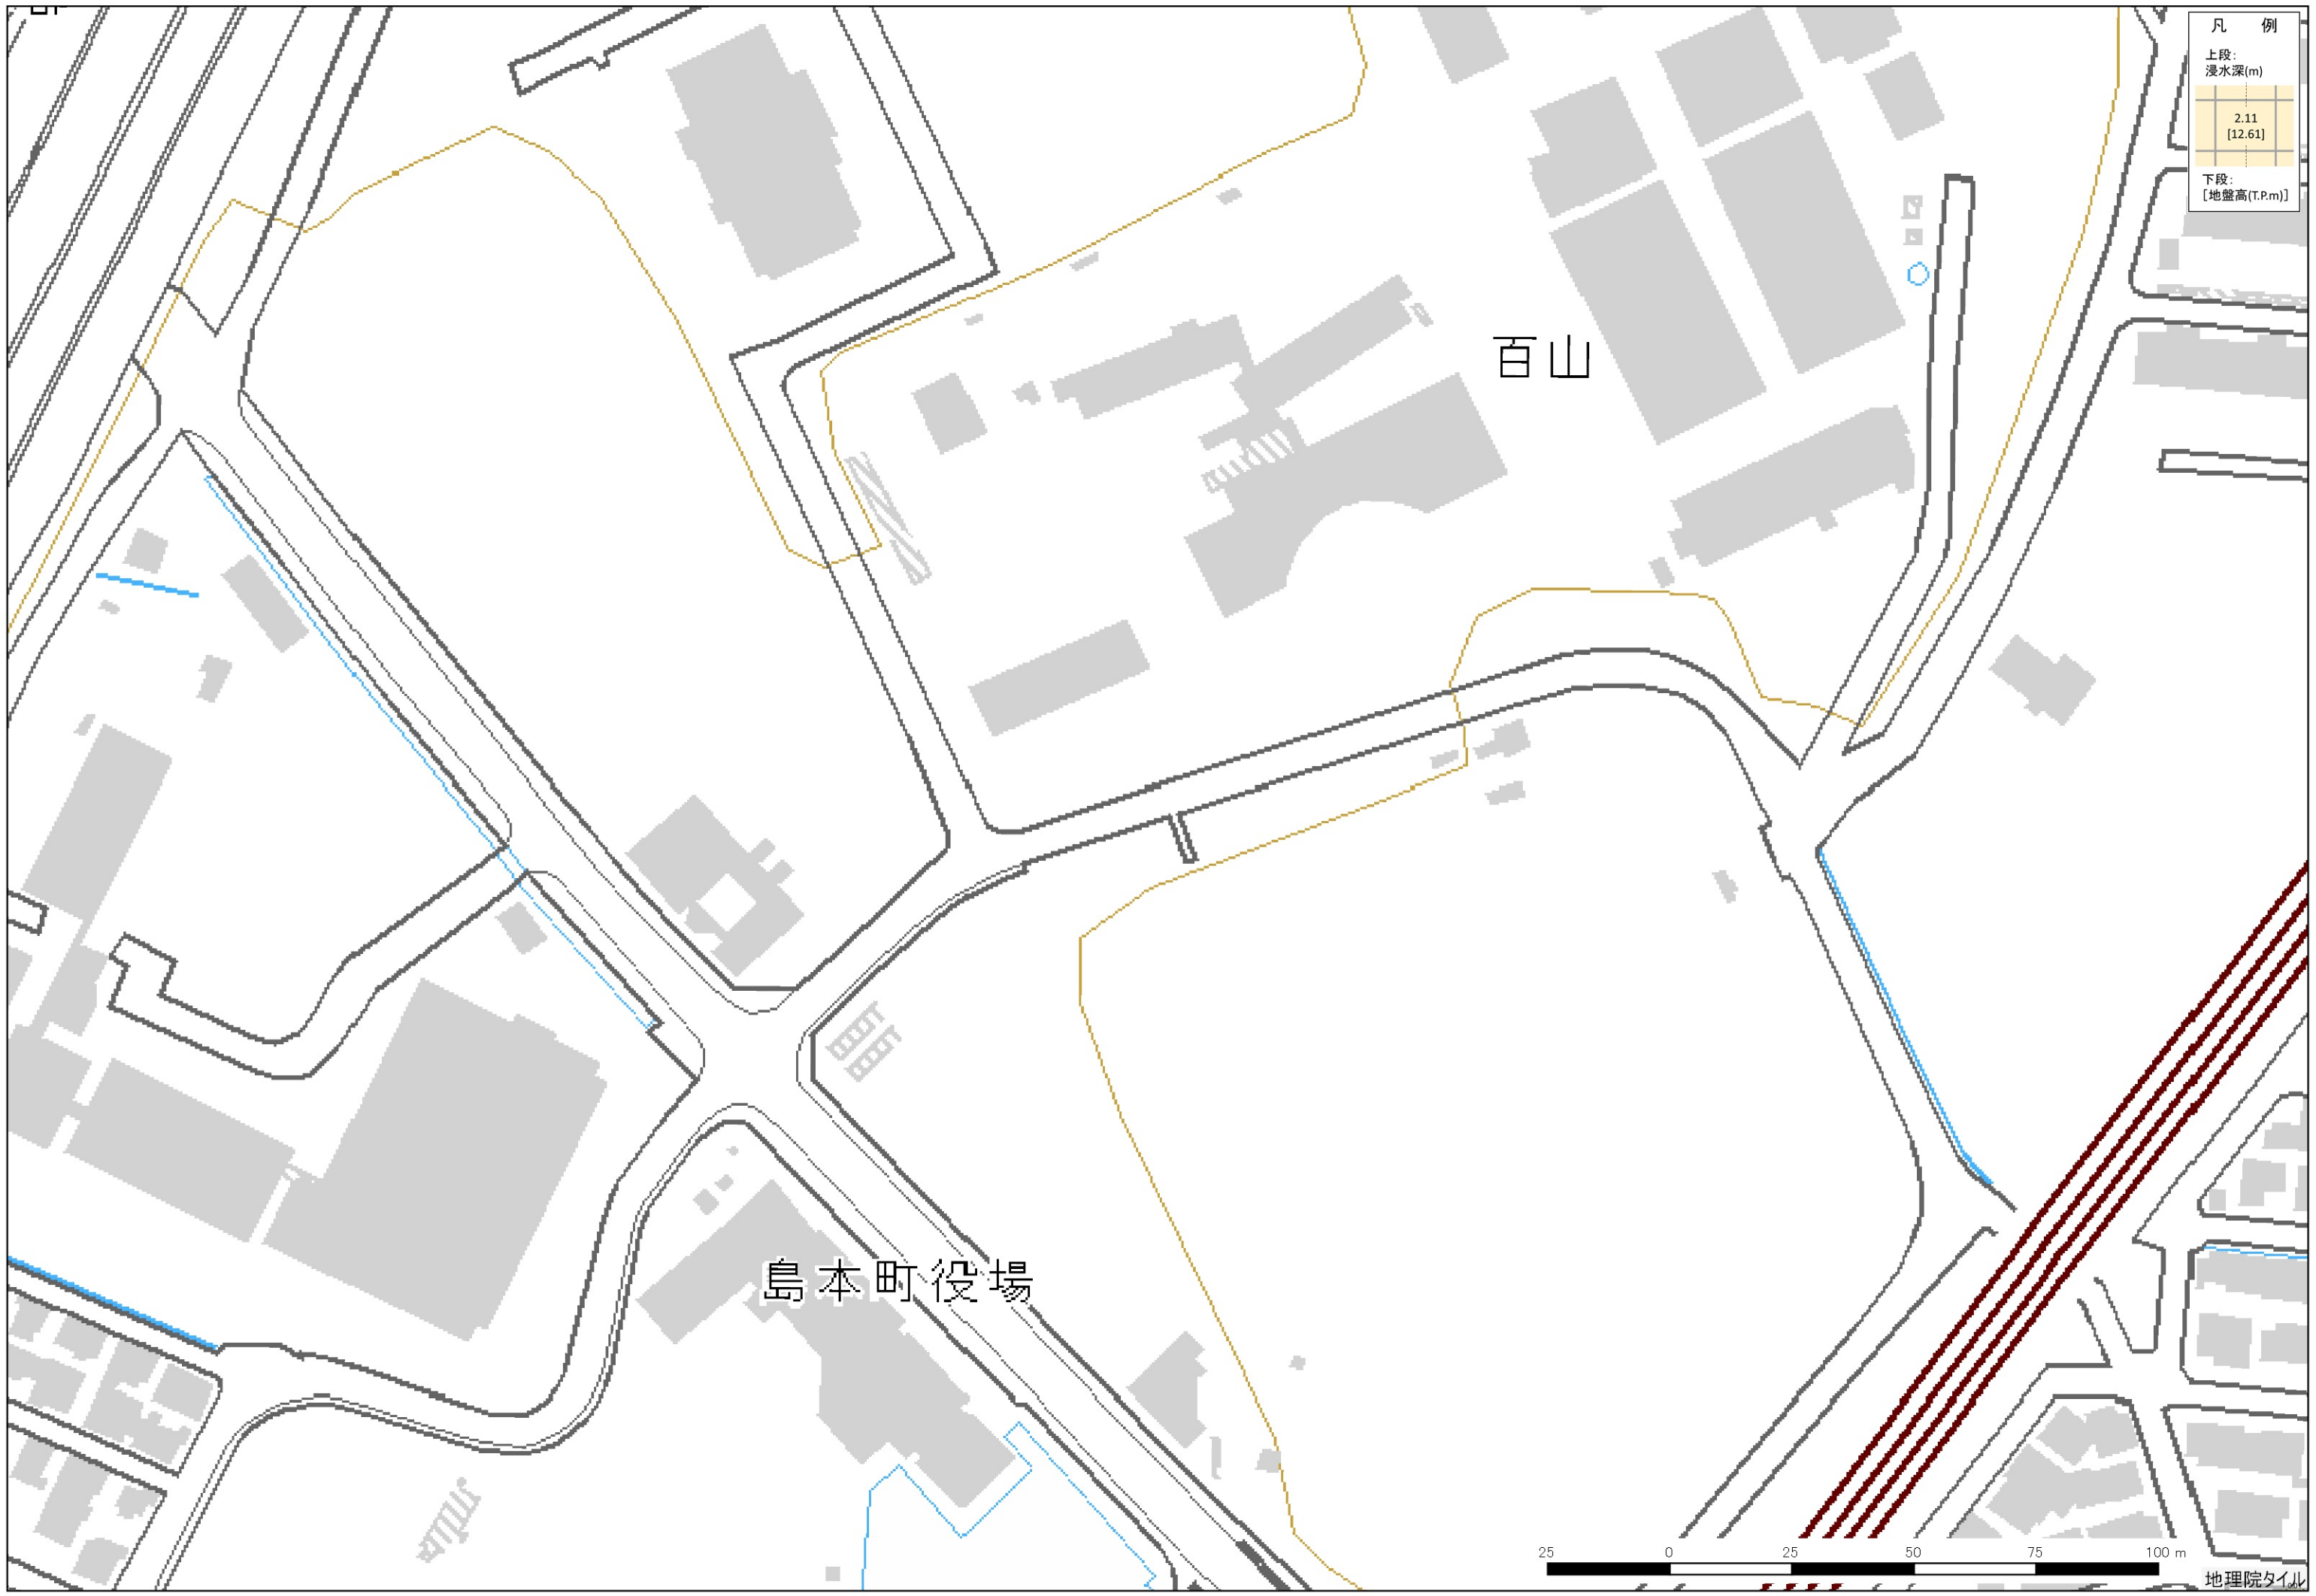 凡 例
上段:
浸水深(m)
2.11
[12.61]
下段:
[地盤高(T.P.m)]
百山
島本町役場
25 0 25 50 75 100 m
地理院タイル